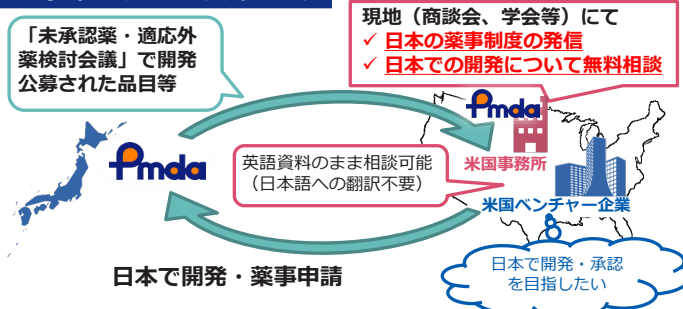 「未承認薬・適応外
薬検討会議」で開発
公募された品目等
現地（商談会、学会等）にて
✓ 日本の薬事制度の発信
✓ 日本での開発について無料相談
Pmda
Pmda
米国事務所
英語資料のまま相談可能
（日本語への翻訳不要）
米国ベンチャー企業
日本で開発・薬事申請
日本で開発・承認
を目指したい